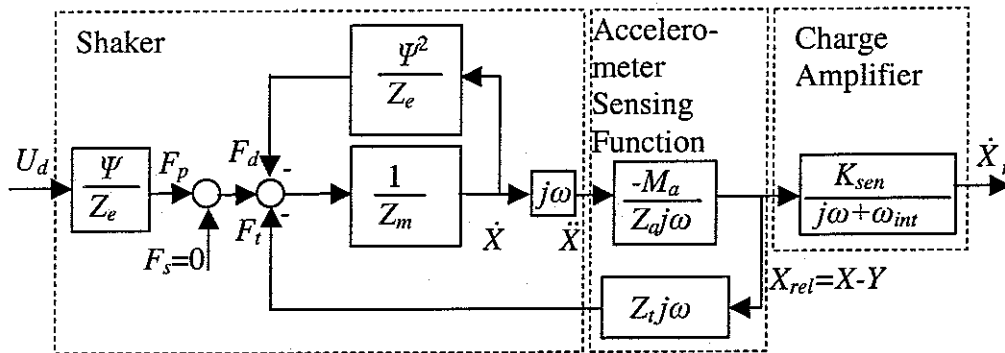 Shaker
Accelero-
meter
Sensing
Function
Charge
Amplifier
Ψ²
Z_e
U_d
Ψ
Z_e
F_p
F_d
-
1
Z_m
Ẋ
jω
Ẍ
-M_a
Z_a jω
K_sen
jω+ω_int
F_s=0
F_t
-
Z_t jω
X_rel=X-Y